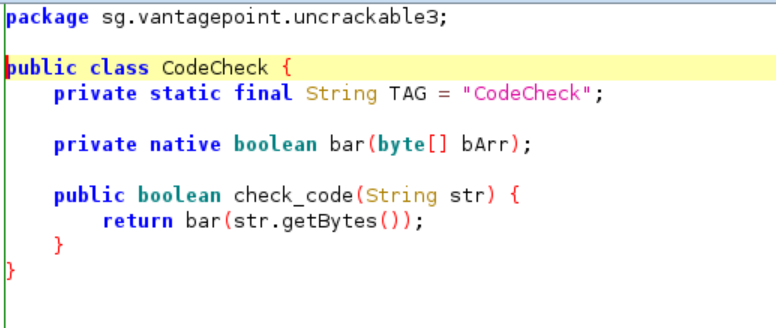 package sg.vantagepoint.uncrackable3;
public class CodeCheck {
private static final String TAG = "CodeCheck";
private native boolean bar(byte[] bArr);
public boolean check_code(String str) {
return bar(str.getBytes());
}
}